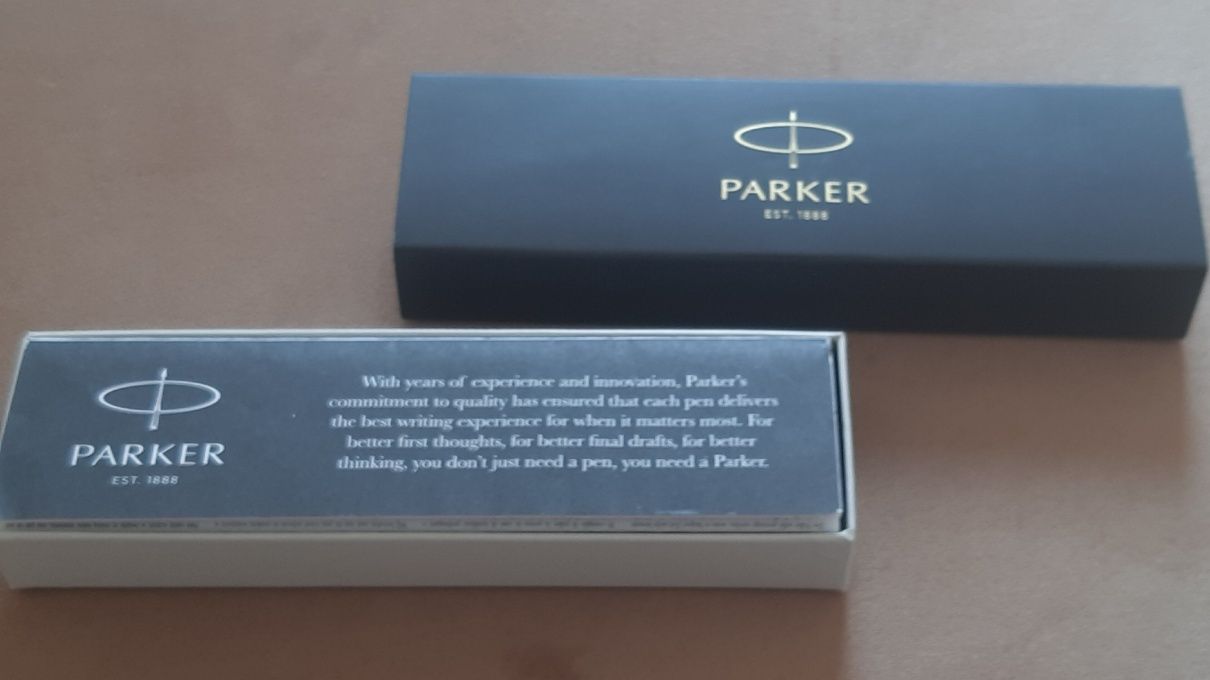 PARKER
EST. 1888
PARKER
EST. 1888
With years of experience and innovation, Parker's
commitment to quality has ensured that each pen delivers
the best writing experience for when it matters most. For
better first thoughts, for better final drafts, for better
thinking, you don't just need a pen, you need a Parker.